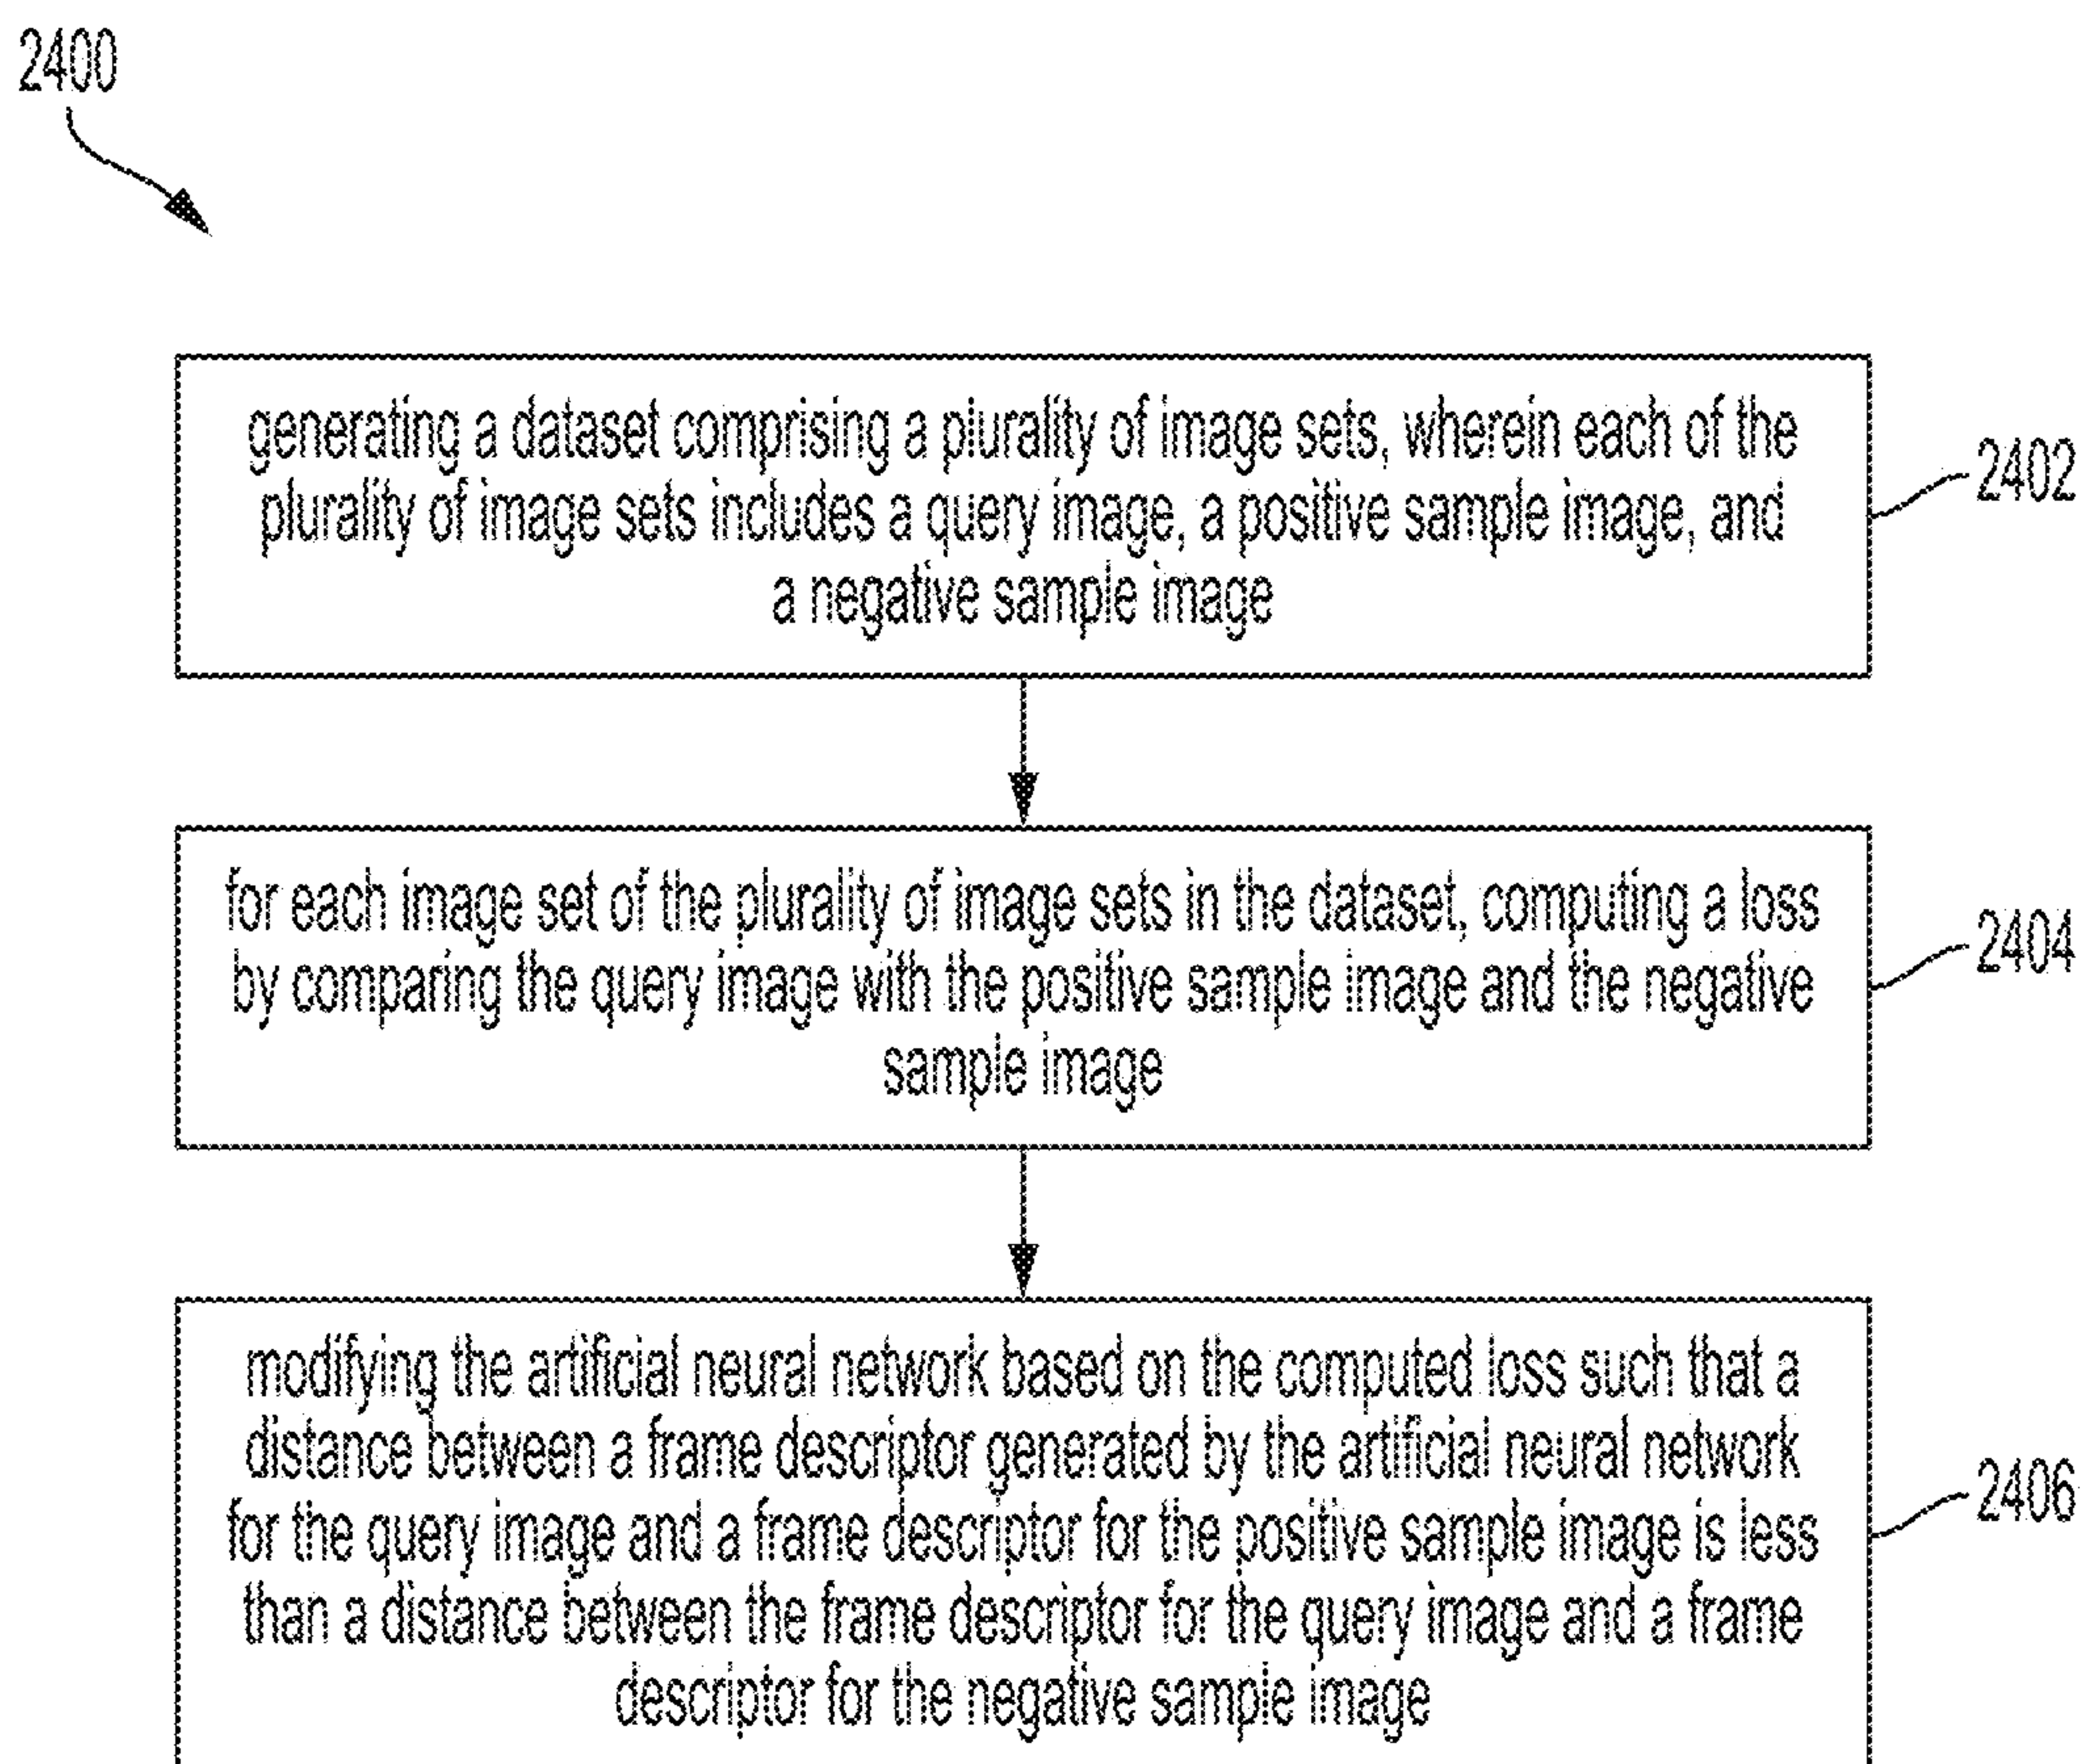 2400
generating a dataset comprising a plurality of image sets, wherein each of the
plurality of image sets includes a query image, a positive sample image, and
a negative sample image
2402
for each image set of the plurality of image sets in the dataset, computing a loss
by comparing the query image with the positive sample image and the negative
sample image
2404
modifying the artificial neural network based on the computed loss such that a
distance between a frame descriptor generated by the artificial neural network
for the query image and a frame descriptor for the positive sample image is less
than a distance between the frame descriptor for the query image and a frame
descriptor for the negative sample image
2406